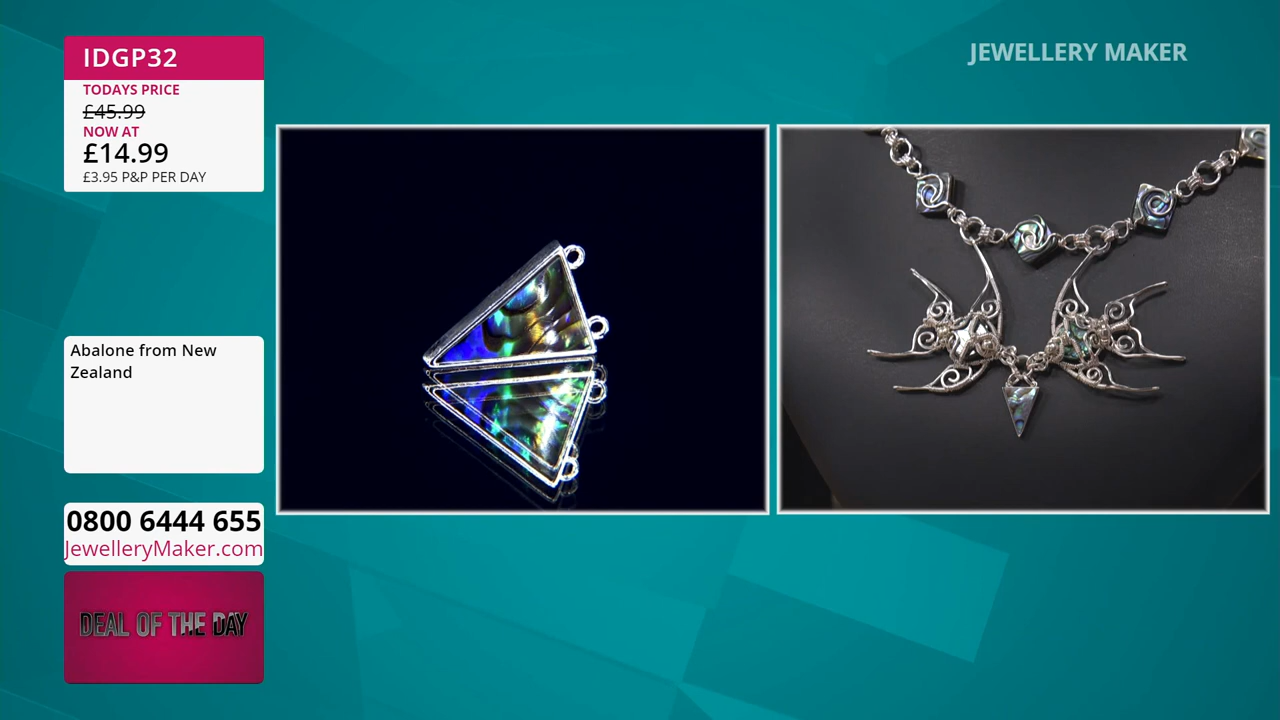 IDGP32
TODAYS PRICE
£45.99
NOW AT
£14.99
£3.95 P&P PER DAY
Abalone from New
Zealand
0800 6444 655
JewelleryMaker.com
DEAL OF THE DAY
JEWELLERY MAKER